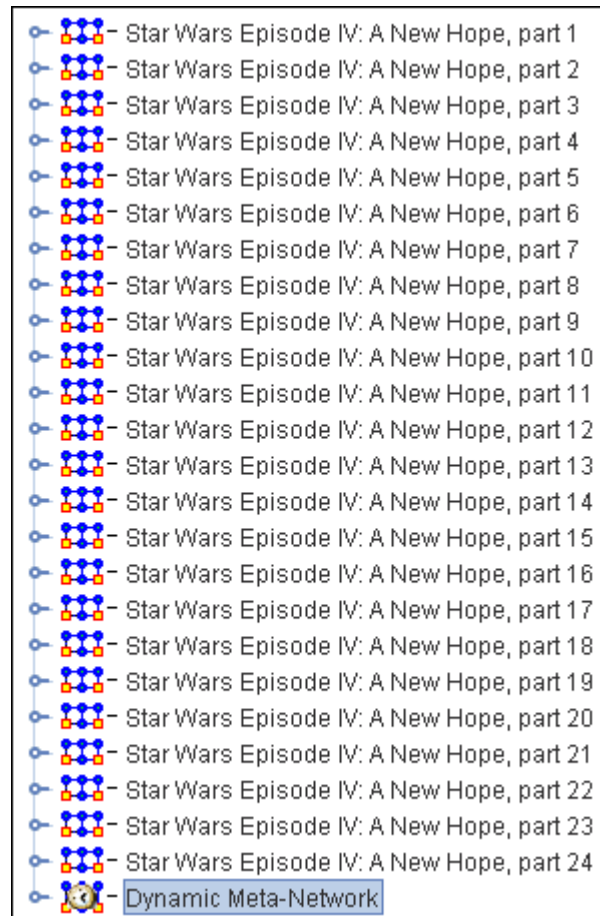 Star Wars Episode IV: A New Hope, part 1
Star Wars Episode IV: A New Hope, part 2
Star Wars Episode IV: A New Hope, part 3
Star Wars Episode IV: A New Hope, part 4
Star Wars Episode IV: A New Hope, part 5
Star Wars Episode IV: A New Hope, part 6
Star Wars Episode IV: A New Hope, part 7
Star Wars Episode IV: A New Hope, part 8
Star Wars Episode IV: A New Hope, part 9
Star Wars Episode IV: A New Hope, part 10
Star Wars Episode IV: A New Hope, part 11
Star Wars Episode IV: A New Hope, part 12
Star Wars Episode IV: A New Hope, part 13
Star Wars Episode IV: A New Hope, part 14
Star Wars Episode IV: A New Hope, part 15
Star Wars Episode IV: A New Hope, part 16
Star Wars Episode IV: A New Hope, part 17
Star Wars Episode IV: A New Hope, part 18
Star Wars Episode IV: A New Hope, part 19
Star Wars Episode IV: A New Hope, part 20
Star Wars Episode IV: A New Hope, part 21
Star Wars Episode IV: A New Hope, part 22
Star Wars Episode IV: A New Hope, part 23
Star Wars Episode IV: A New Hope, part 24
Dynamic Meta-Network